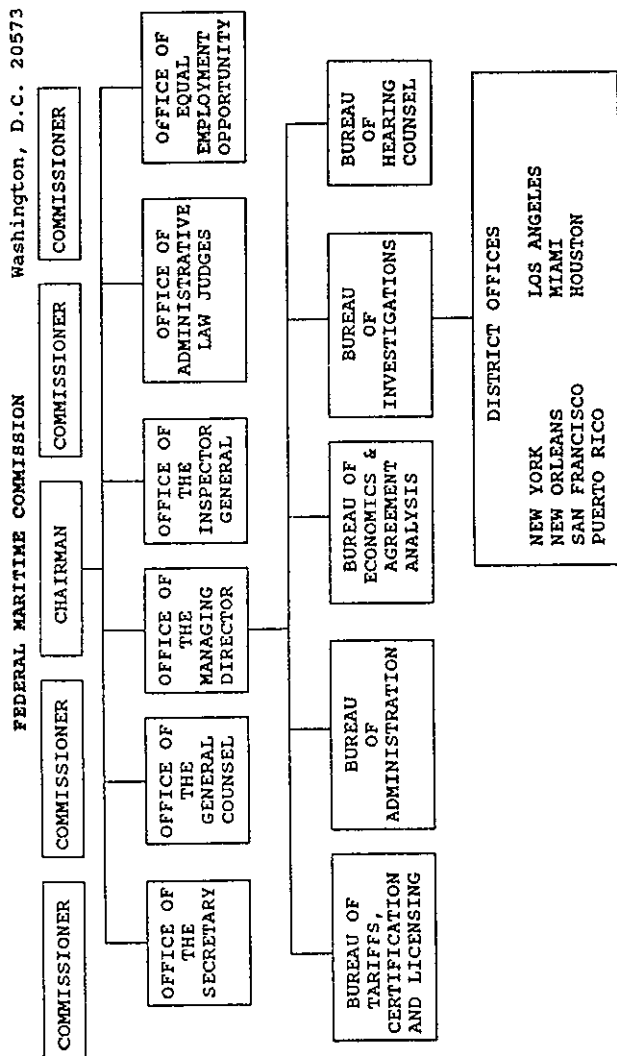 FEDERAL MARITIME COMMISSION Washington, D.C. 20573
COMMISSIONER
COMMISSIONER
CHAIRMAN
COMMISSIONER
COMMISSIONER
OFFICE OF
THE
SECRETARY
OFFICE OF
THE
GENERAL
COUNSEL
OFFICE OF
THE
MANAGING
DIRECTOR
OFFICE OF
THE
INSPECTOR
GENERAL
OFFICE OF
ADMINISTRATIVE
LAW JUDGES
OFFICE OF
EQUAL
EMPLOYMENT
OPPORTUNITY
BUREAU OF
TARIFFS,
CERTIFICATION
AND LICENSING
BUREAU
OF
ADMINISTRATION
BUREAU OF
ECONOMICS &
AGREEMENT
ANALYSIS
BUREAU
OF
INVESTIGATIONS
BUREAU
OF
HEARING
COUNSEL
DISTRICT OFFICES
NEW YORK LOS ANGELES
NEW ORLEANS MIAMI
SAN FRANCISCO HOUSTON
PUERTO RICO